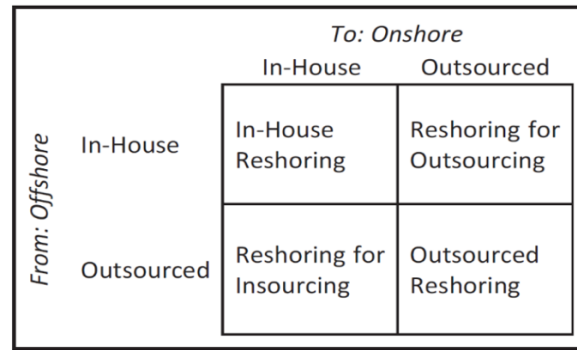 To: Onshore
In-House Outsourced
From: Offshore
In-House
In-House
Reshoring
Reshoring for
Outsourcing
Outsourced
Reshoring for
Insourcing
Outsourced
Reshoring